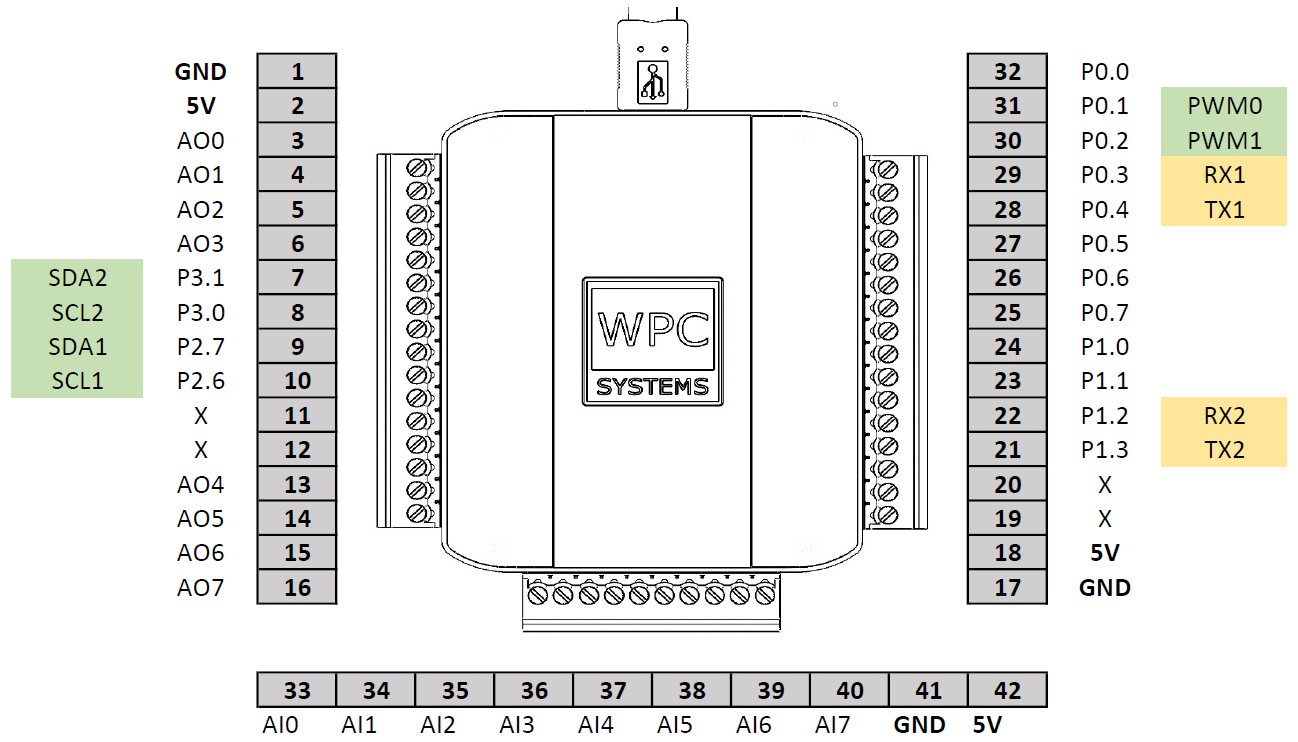 GND 1 32 P0.0
5V 2 31 P0.1 PWM0
AO0 3 30 P0.2 PWM1
AO1 4 29 P0.3 RX1
AO2 5 28 P0.4 TX1
AO3 6 27 P0.5
SDA2 P3.1 7 26 P0.6
SCL2 P3.0 8 25 P0.7
SDA1 P2.7 9 24 P1.0
SCL1 P2.6 10 23 P1.1
X 11 22 P1.2 RX2
X 12 21 P1.3 TX2
AO4 13 20 X
AO5 14 19 X
AO6 15 18 5V
AO7 16 17 GND
WPC
SYSTEMS
33 34 35 36 37 38 39 40 41 42
AI0 AI1 AI2 AI3 AI4 AI5 AI6 AI7 GND 5V